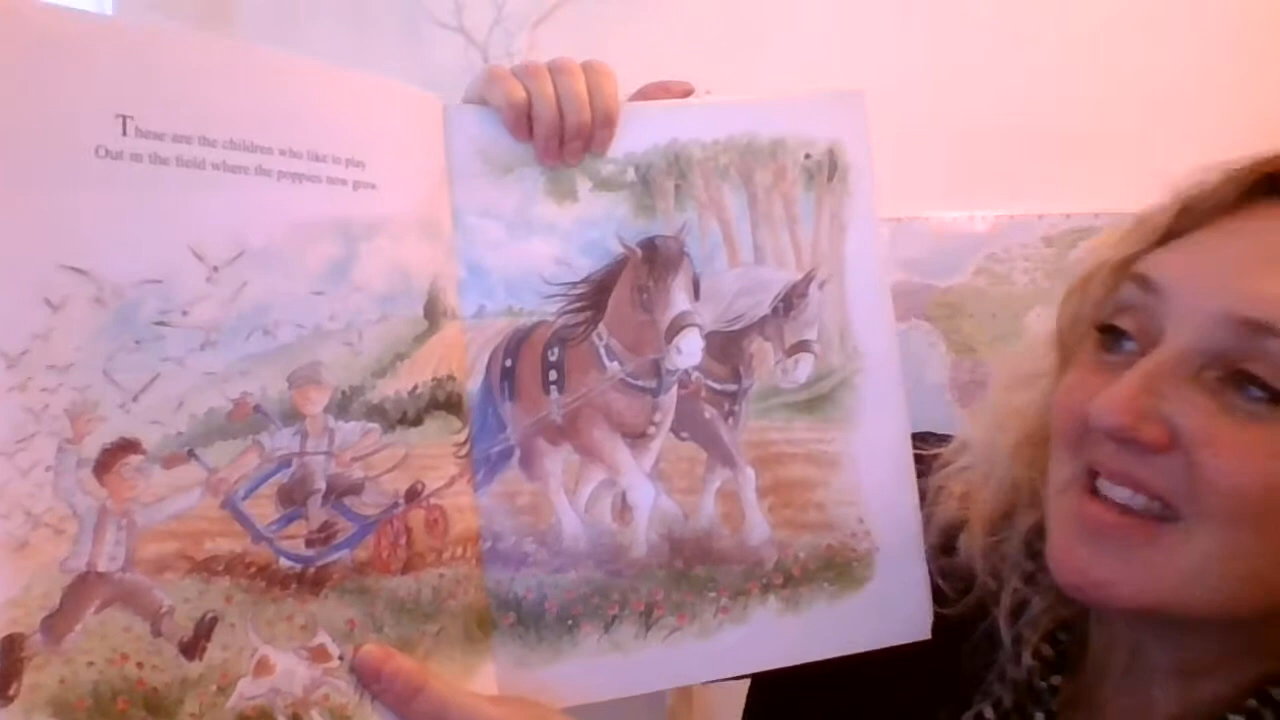 These are the children who like to play
Out in the field where the poppies now grow.